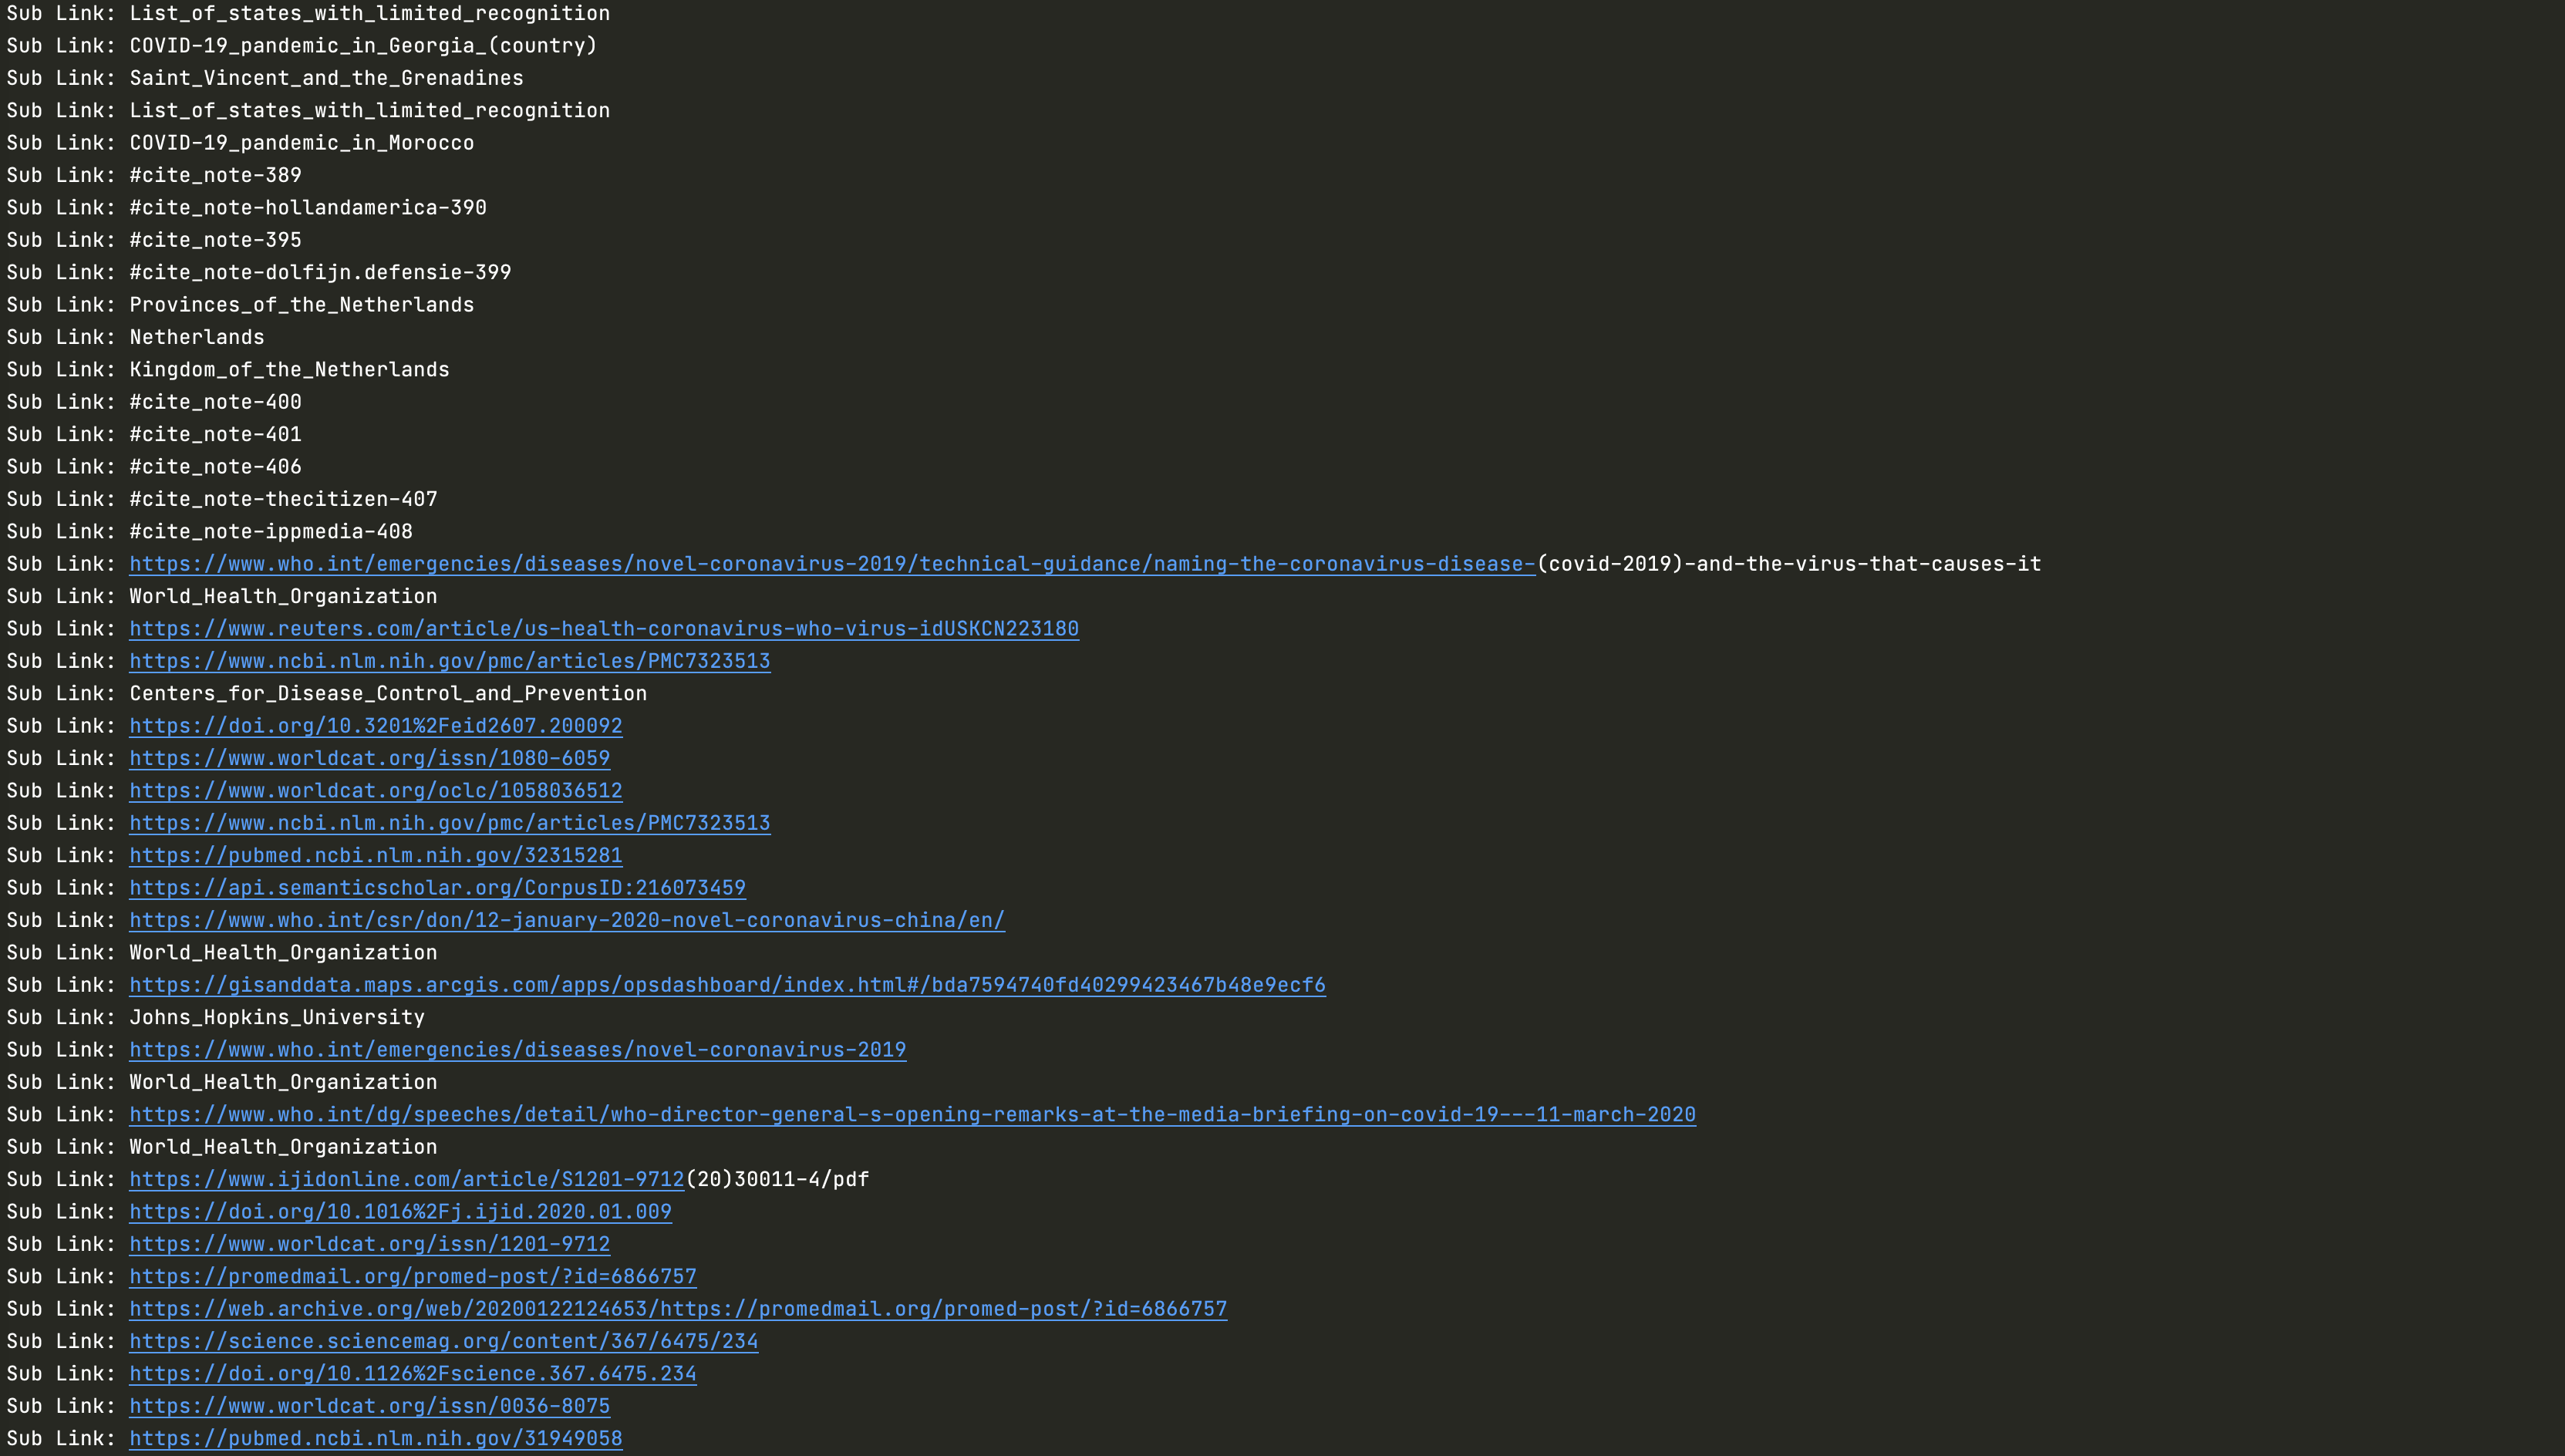 Sub Link: List_of_states_with_limited_recognition
Sub Link: COVID-19_pandemic_in_Georgia_(country)
Sub Link: Saint_Vincent_and_the_Grenadines
Sub Link: List_of_states_with_limited_recognition
Sub Link: COVID-19_pandemic_in_Morocco
Sub Link: #cite_note-389
Sub Link: #cite_note-hollandamerica-390
Sub Link: #cite_note-395
Sub Link: #cite_note-dolfijn.defensie-399
Sub Link: Provinces_of_the_Netherlands
Sub Link: Netherlands
Sub Link: Kingdom_of_the_Netherlands
Sub Link: #cite_note-400
Sub Link: #cite_note-401
Sub Link: #cite_note-406
Sub Link: #cite_note-thecitizen-407
Sub Link: #cite_note-ippmedia-408
Sub Link: https://www.who.int/emergencies/diseases/novel-coronavirus-2019/technical-guidance/naming-the-coronavirus-disease-(covid-2019)-and-the-virus-that-causes-it
Sub Link: World_Health_Organization
Sub Link: https://www.reuters.com/article/us-health-coronavirus-who-virus-idUSKCN223180
Sub Link: https://www.ncbi.nlm.nih.gov/pmc/articles/PMC7323513
Sub Link: Centers_for_Disease_Control_and_Prevention
Sub Link: https://doi.org/10.3201%2Feid2607.200092
Sub Link: https://www.worldcat.org/issn/1080-6059
Sub Link: https://www.worldcat.org/oclc/1058036512
Sub Link: https://www.ncbi.nlm.nih.gov/pmc/articles/PMC7323513
Sub Link: https://pubmed.ncbi.nlm.nih.gov/32315281
Sub Link: https://api.semanticscholar.org/CorpusID:216073459
Sub Link: https://www.who.int/csr/don/12-january-2020-novel-coronavirus-china/en/
Sub Link: World_Health_Organization
Sub Link: https://gisanddata.maps.arcgis.com/apps/opsdashboard/index.html#/bda7594740fd40299423467b48e9ecf6
Sub Link: Johns_Hopkins_University
Sub Link: https://www.who.int/emergencies/diseases/novel-coronavirus-2019
Sub Link: World_Health_Organization
Sub Link: https://www.who.int/dg/speeches/detail/who-director-general-s-opening-remarks-at-the-media-briefing-on-covid-19---11-march-2020
Sub Link: World_Health_Organization
Sub Link: https://www.ijidonline.com/article/S1201-9712(20)30011-4/pdf
Sub Link: https://doi.org/10.1016%2Fj.ijid.2020.01.009
Sub Link: https://www.worldcat.org/issn/1201-9712
Sub Link: https://promedmail.org/promed-post/?id=6866757
Sub Link: https://web.archive.org/web/20200122124653/https://promedmail.org/promed-post/?id=6866757
Sub Link: https://science.sciencemag.org/content/367/6475/234
Sub Link: https://doi.org/10.1126%2Fscience.367.6475.234
Sub Link: https://www.worldcat.org/issn/0036-8075
Sub Link: https://pubmed.ncbi.nlm.nih.gov/31949058